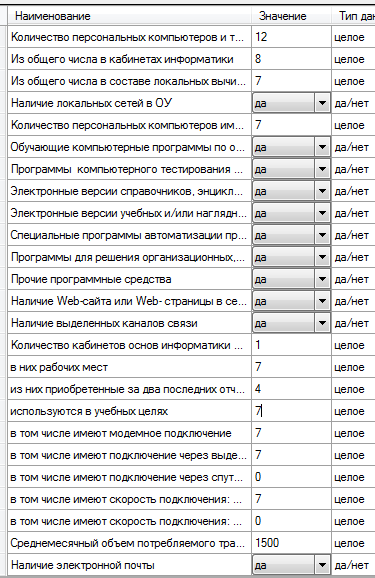 Наименование Значение Тип дан
Количество персональных компьютеров и т... 12 целое
Из общего числа в кабинетах информатики 8 целое
Из общего числа в составе локальных вычи... 7 целое
Наличие локальных сетей в ОУ да да/нет
Количество персональных компьютеров им... 7 целое
Обучающие компьютерные программы по о... да да/нет
Программы компьютерного тестирования ... да да/нет
Электронные версии справочников, энцикл... да да/нет
Электронные версии учебных и/или наглядн... да да/нет
Специальные программы автоматизации пр... да да/нет
Программы для решения организационных,... да да/нет
Прочие программные средства да да/нет
Наличие Web-сайта или Web- страницы в се... да да/нет
Наличие выделенных каналов связи да да/нет
Количество кабинетов основ информатики ... 1 целое
в них рабочих мест 7 целое
из них приобретенные за два последних отч... 4 целое
используются в учебных целях 7 целое
в том числе имеют модемное подключение 7 целое
в том числе имеют подключение через выде... 7 целое
в том числе имеют подключение через спут... 0 целое
в том числе имеют скорость подключения: ... 7 целое
в том числе имеют скорость подключения: ... 0 целое
Среднемесячный объем потребляемого тра... 1500 целое
Наличие электронной почты да да/нет